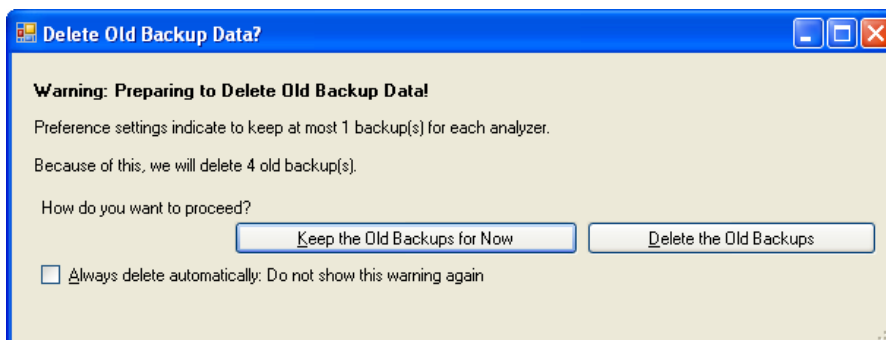 Delete Old Backup Data?
Warning: Preparing to Delete Old Backup Data!
Preference settings indicate to keep at most 1 backup(s) for each analyzer.
Because of this, we will delete 4 old backup(s).
How do you want to proceed?
Keep the Old Backups for Now
Delete the Old Backups
Always delete automatically: Do not show this warning again